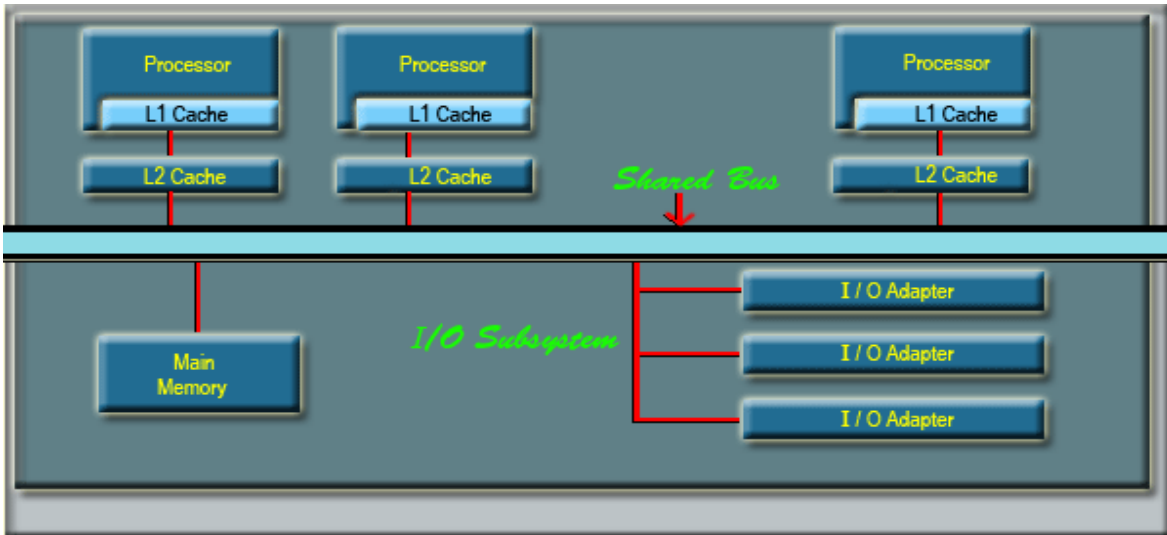 Processor
Processor
Processor
L1 Cache
L1 Cache
L1 Cache
L2 Cache
L2 Cache
L2 Cache
Shared Bus
I / O Adapter
I/O Subsystem
Main
Memory
I / O Adapter
I / O Adapter